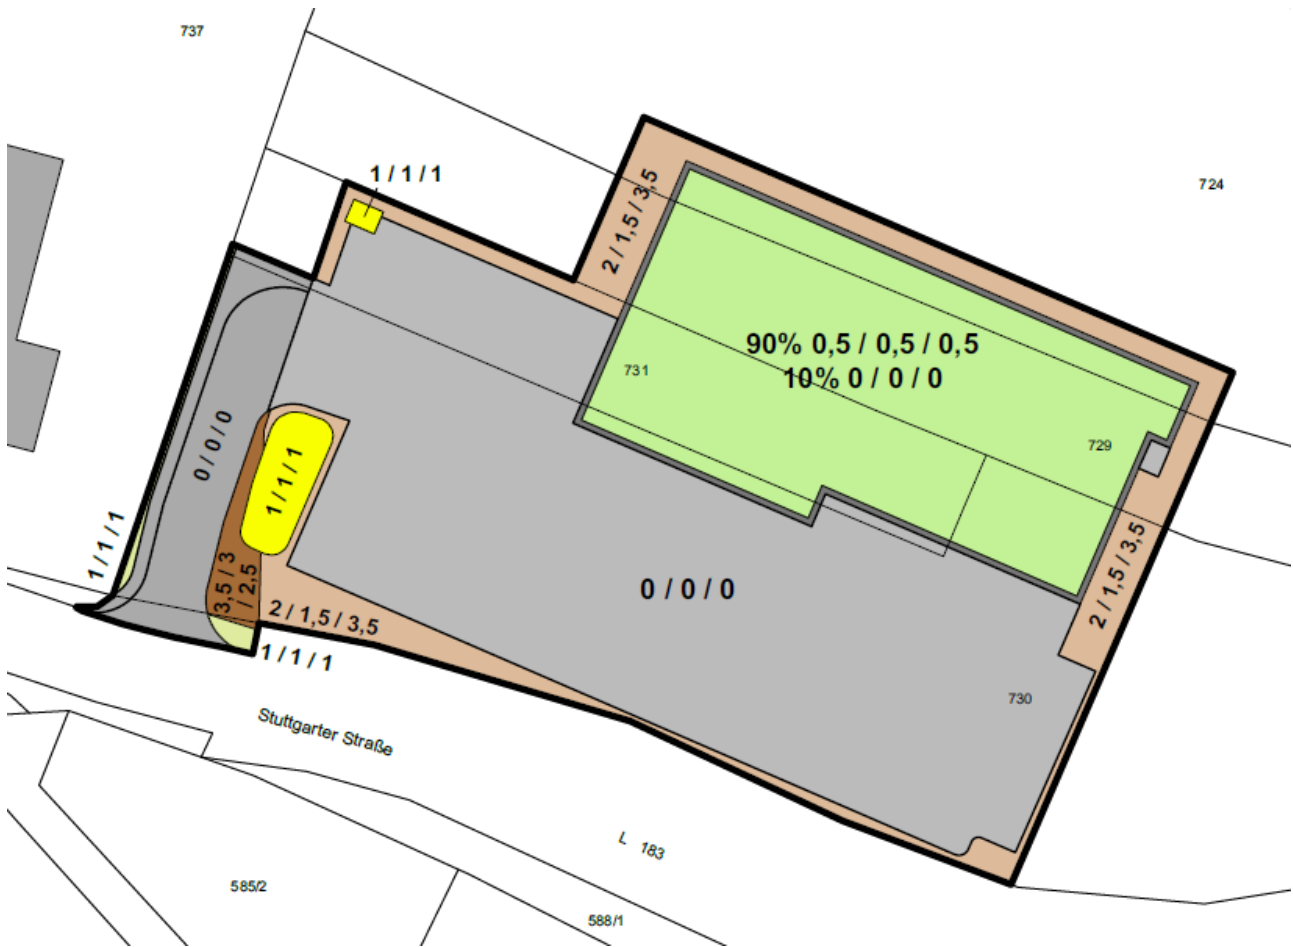 737
1 / 1 / 1
724
2 / 1,5 / 3,5
90% 0,5 / 0,5 / 0,5
10% 0 / 0 / 0
731
729
0 / 0 / 0
1 / 1 / 1
1 / 1 / 1
3,5 / 3
/ 2,5
0 / 0 / 0
2 / 1,5 / 3,5
2 / 1,5 / 3,5
1 / 1 / 1
730
Stuttgarter Straße
L 183
585/2
588/1